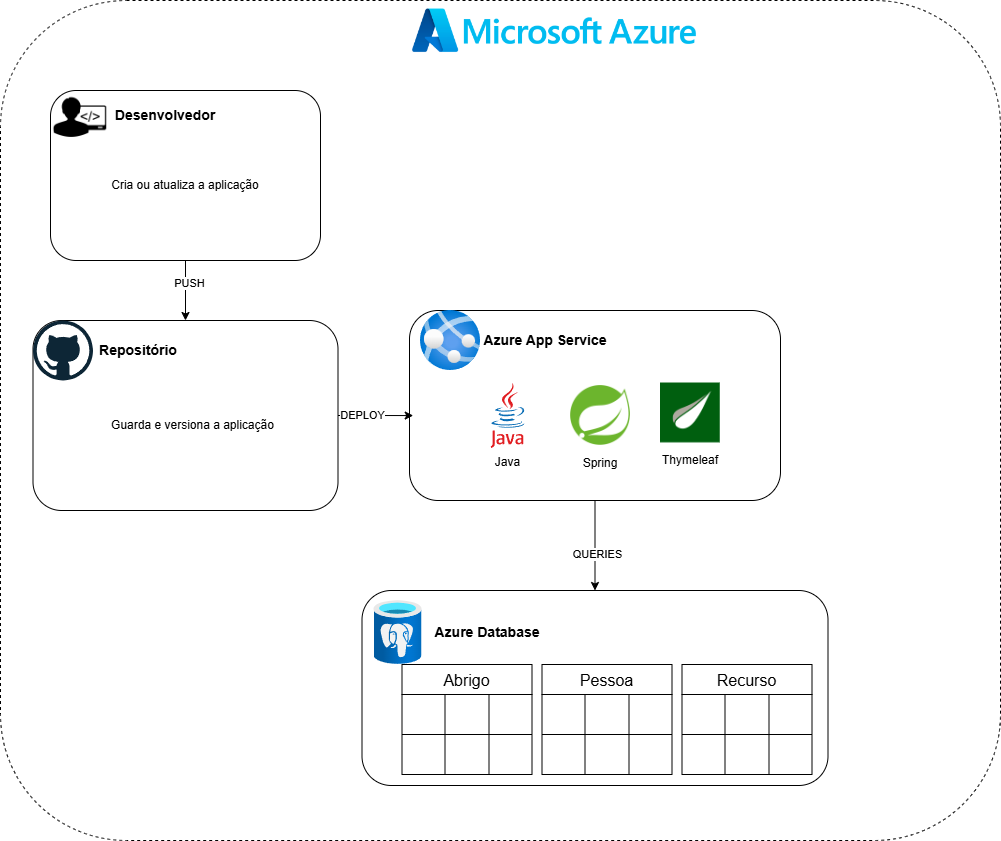 Microsoft Azure
</>
Desenvolvedor
Cria ou atualiza a aplicação
PUSH
Repositório
Guarda e versiona a aplicação
DEPLOY
Azure App Service
Java
Java
Spring
Thymeleaf
QUERIES
Azure Database
Abrigo
Pessoa
Recurso